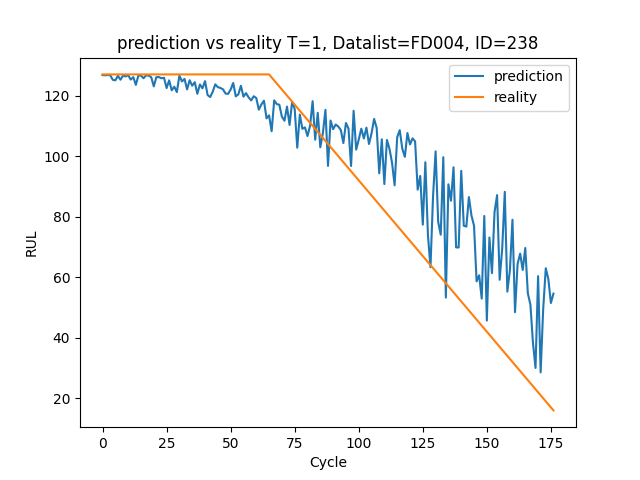 prediction vs reality T=1, Datalist=FD004, ID=238
prediction
reality
RUL
120
100
80
60
40
20
0 25 50 75 100 125 150 175
Cycle